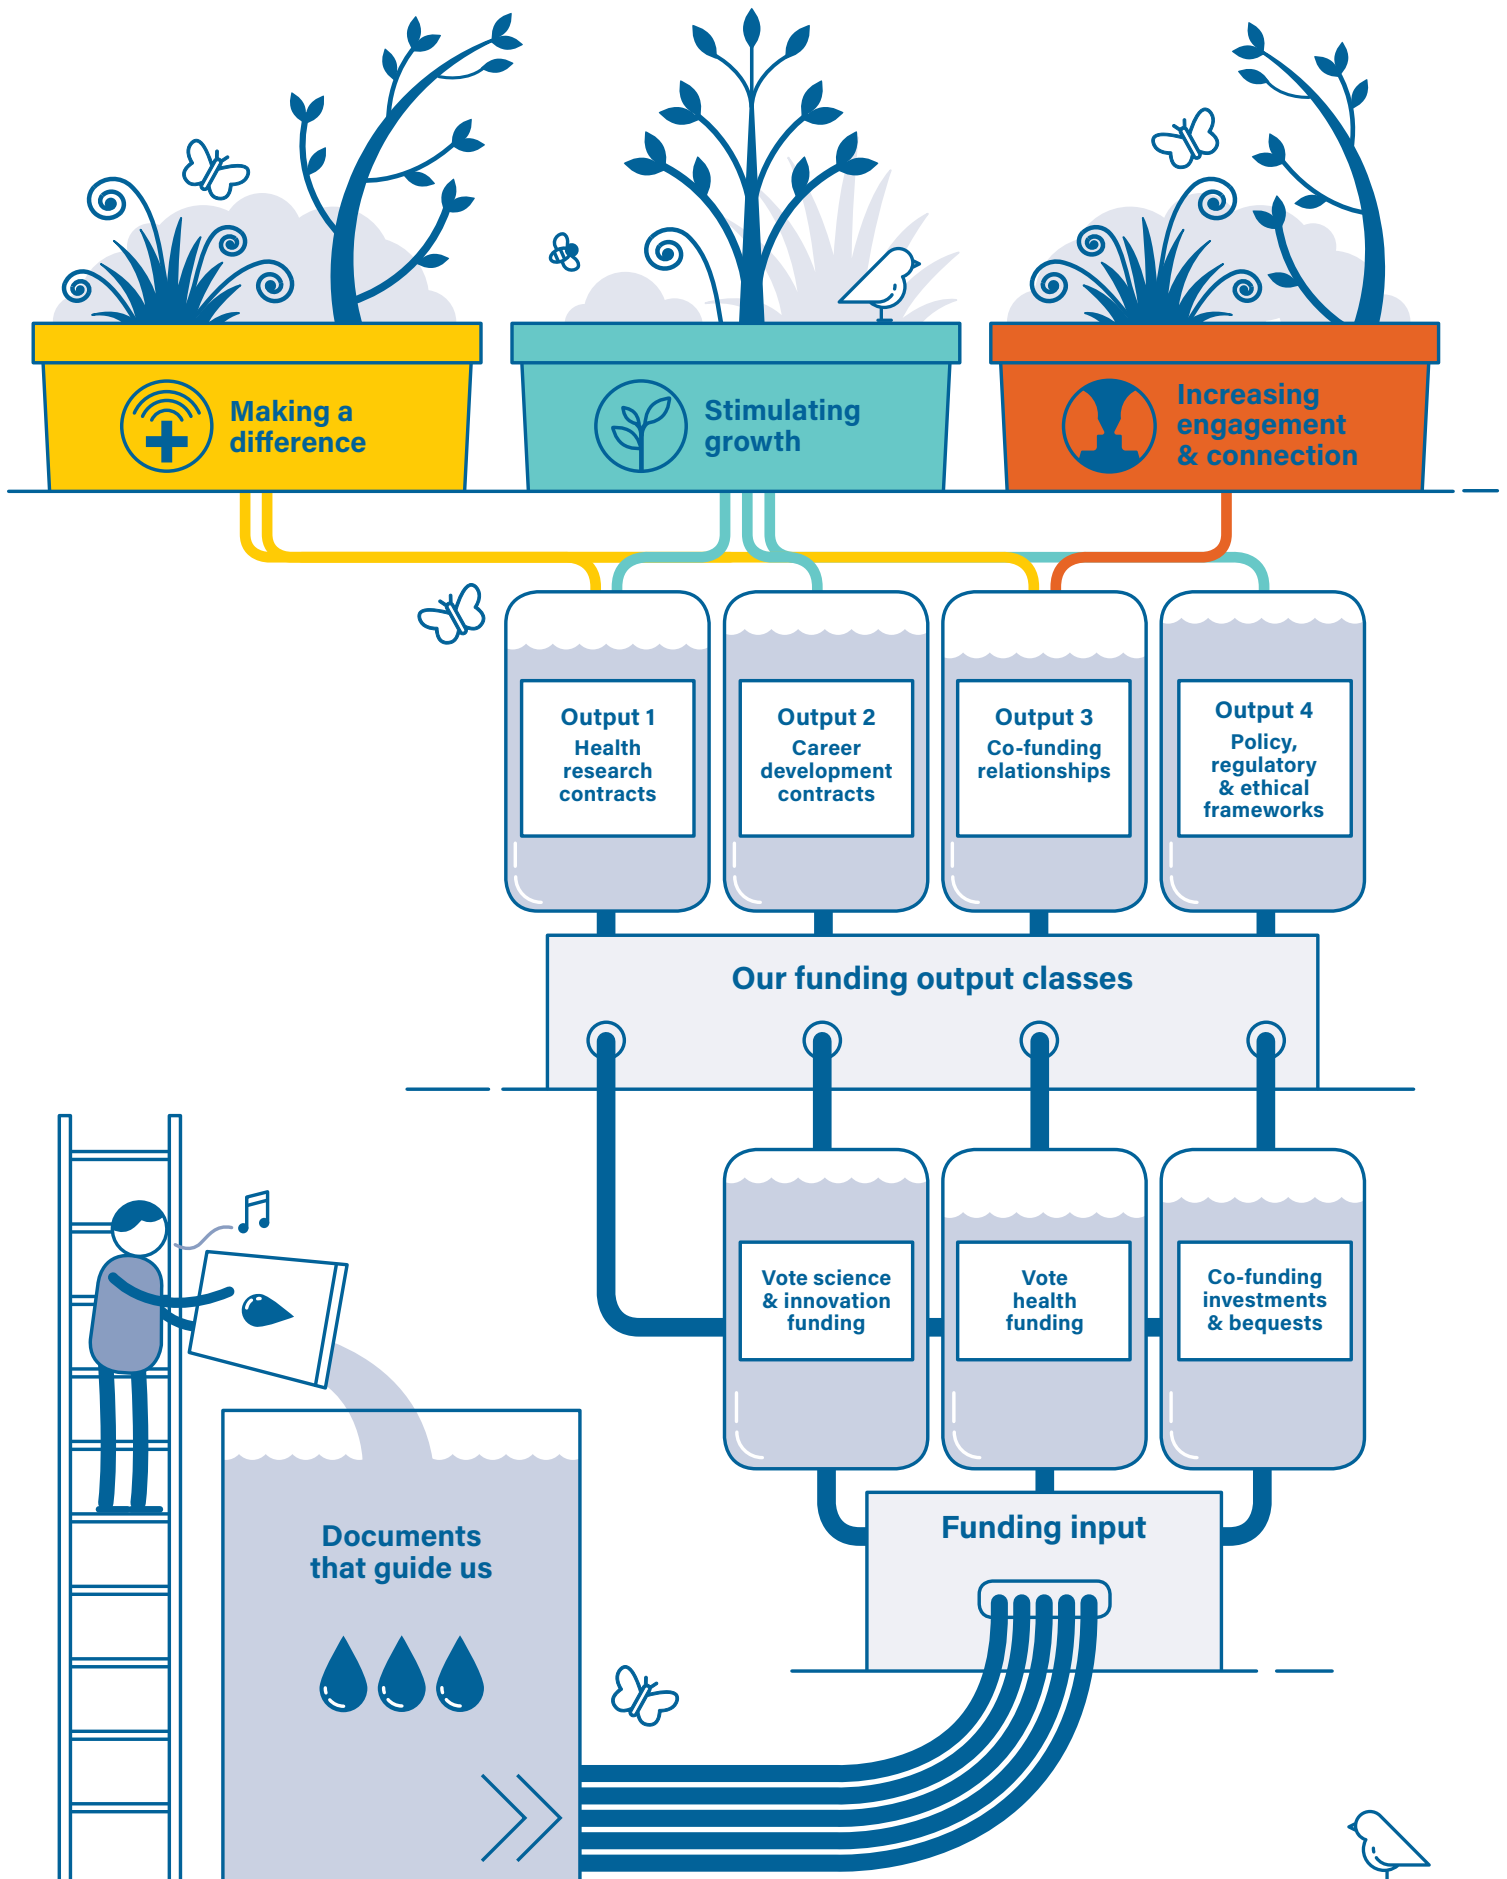 Making a
difference
Stimulating
growth
Increasing
engagement
& connection
Output 1
Health
research
contracts
Output 2
Career
development
contracts
Output 3
Co-funding
relationships
Output 4
Policy,
regulatory
& ethical
frameworks
Our funding output classes
Vote science
& innovation
funding
Vote
health
funding
Co-funding
investments
& bequests
Funding input
Documents
that guide us